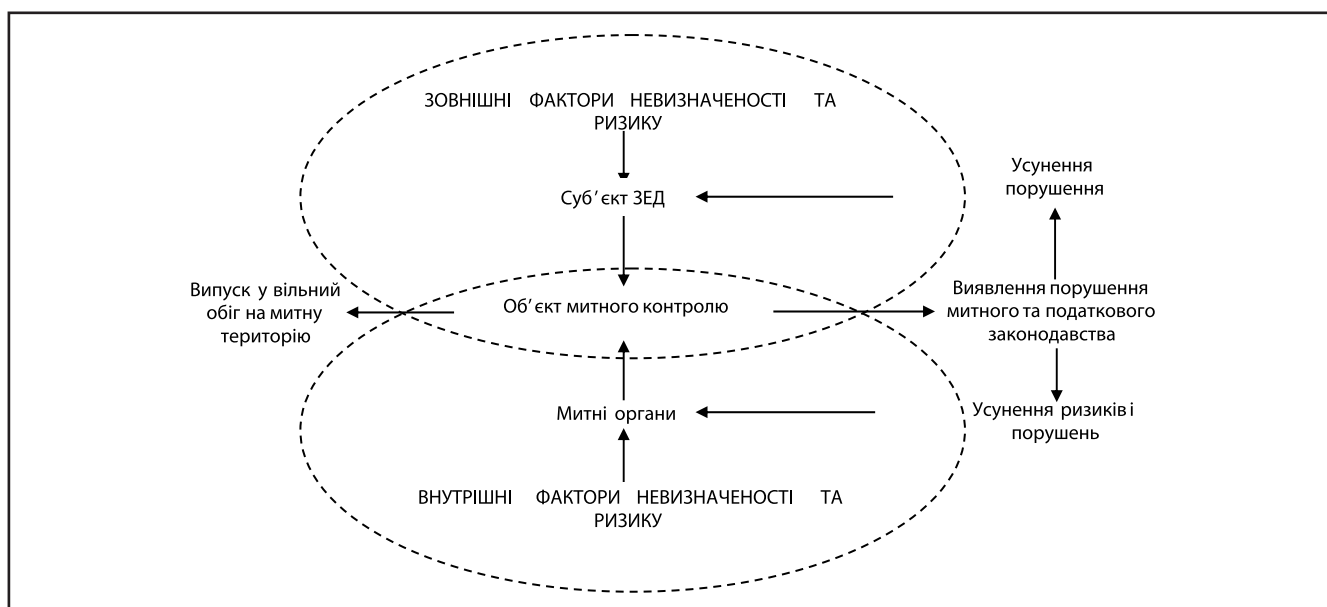 ЗОВНІШНІ ФАКТОРИ НЕВИЗНАЧЕНОСТІ ТА
РИЗИКУ
Суб’єкт ЗЕД
Усунення
порушення
Випуск у вільний
обіг на митну
територію
Об’єкт митного контролю
Виявлення порушення
митного та податкового
законодавства
Митні органи
Усунення ризиків і
порушень
ВНУТРІШНІ ФАКТОРИ НЕВИЗНАЧЕНОСТІ ТА
РИЗИКУ